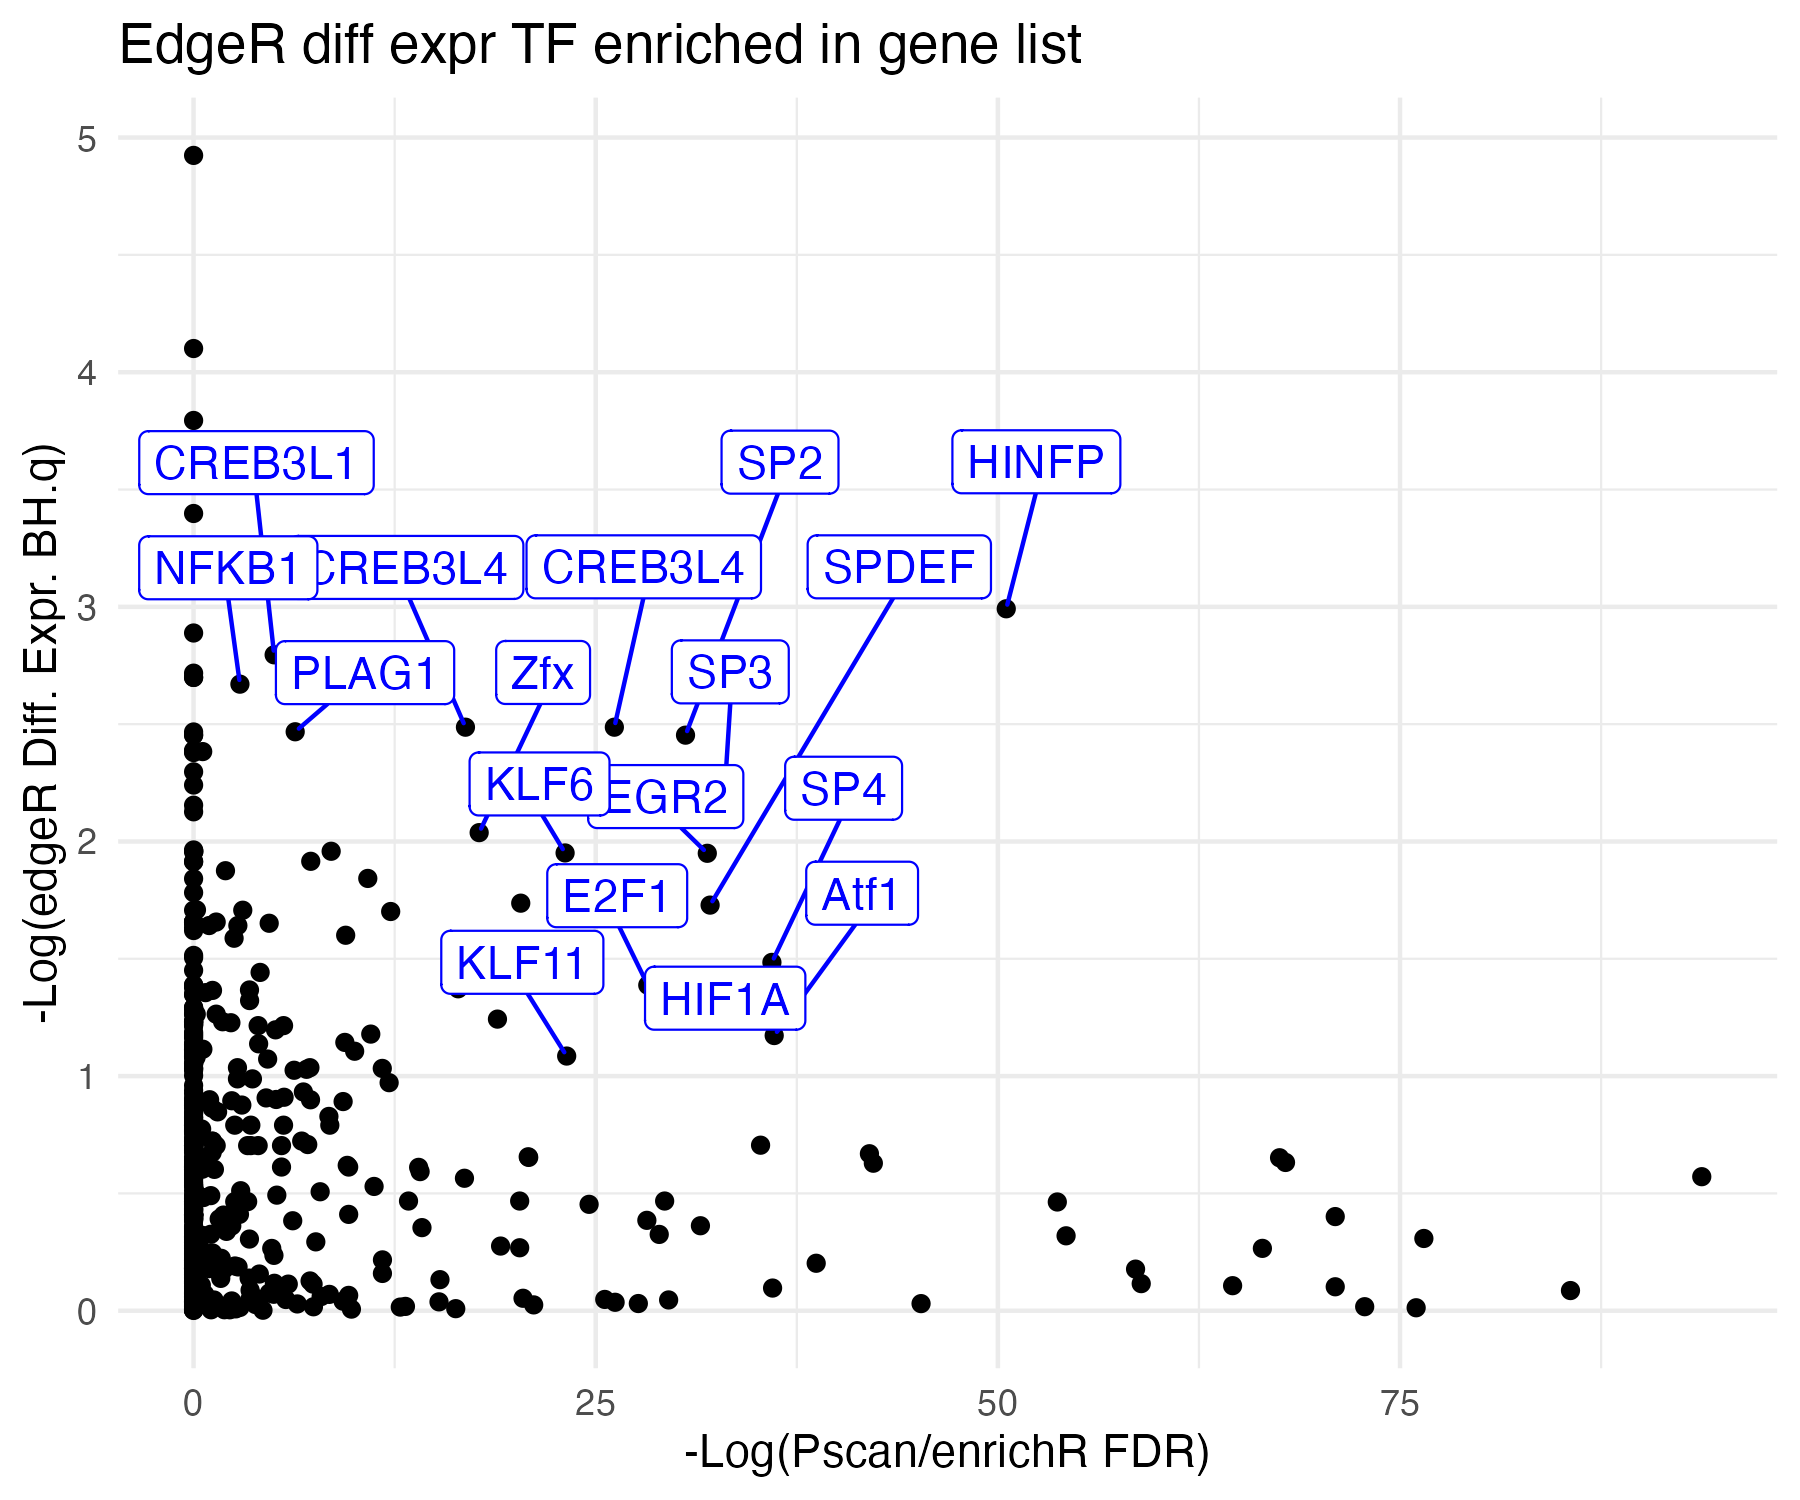 EdgeR diff expr TF enriched in gene list
-Log(edgeR Diff. Expr. BH.q)
5
4
3
2
1
0
CREB3L1
SP2
HINFP
NFKB1
CREB3L4
CREB3L4
SPDEF
PLAG1
Zfx
SP3
KLF6
EGR2
SP4
E2F1
Atf1
KLF11
HIF1A
0
25
50
75
-Log(Pscan/enrichR FDR)